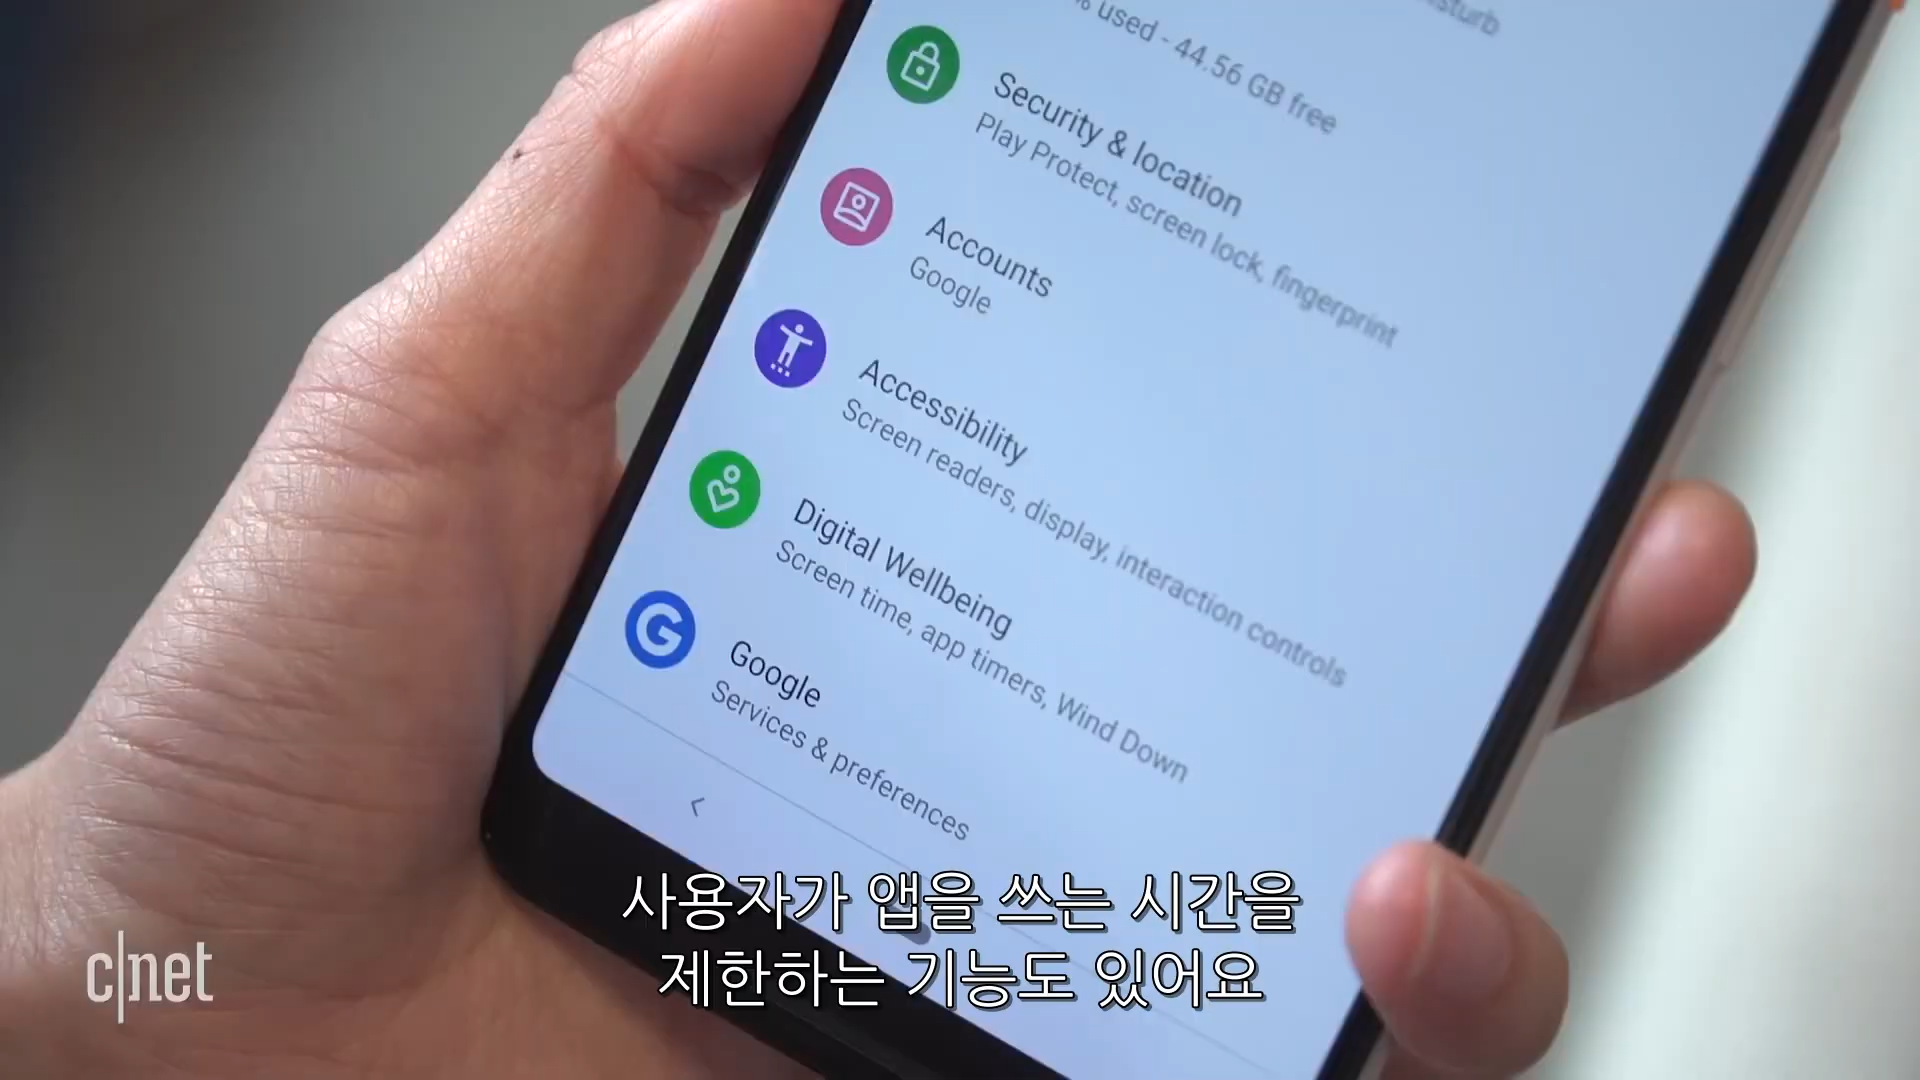 used - 44.56 GB free
Security & location
Play Protect, screen lock, fingerprint
Accounts
Google
Accessibility
Screen readers, display, interaction controls
Digital Wellbeing
Screen time, app timers, Wind Down
Google
Services & preferences
사용자가 앱을 쓰는 시간을
제한하는 기능도 있어요
c|net